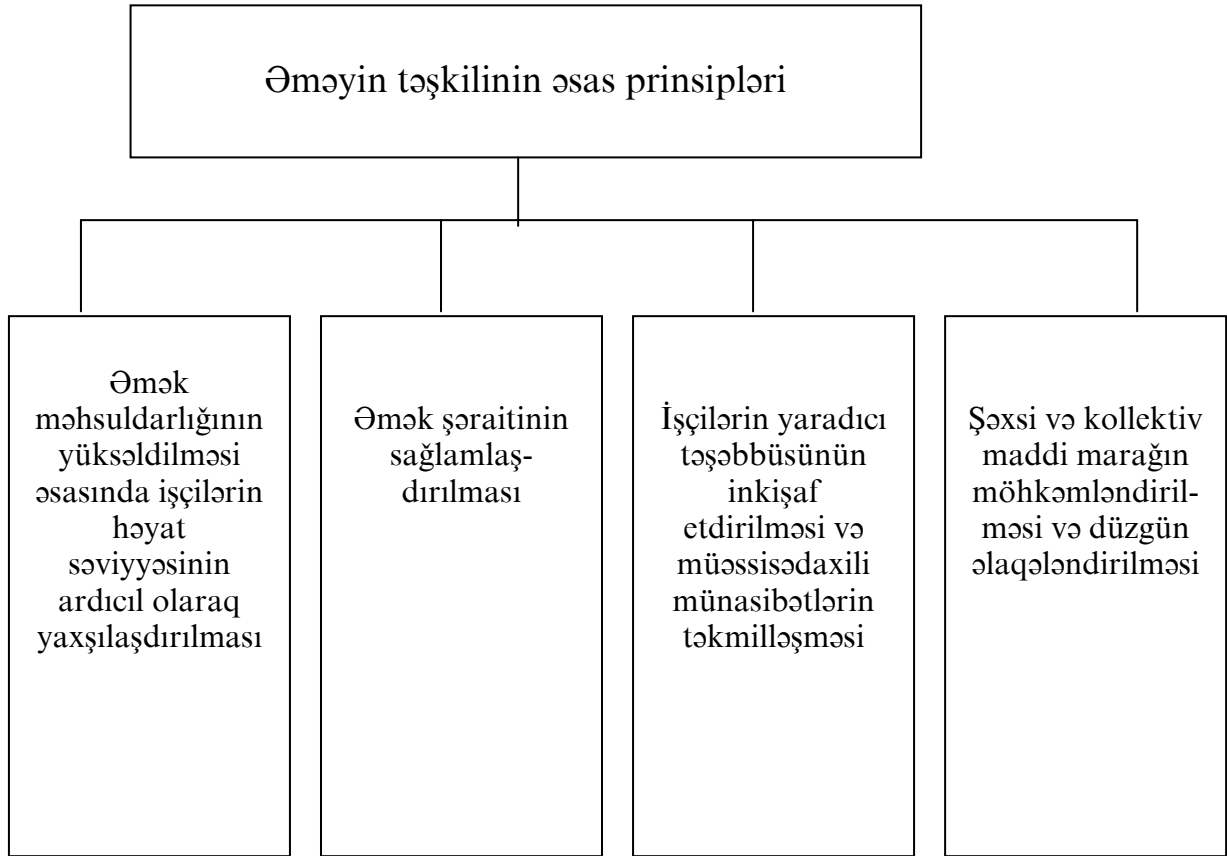 Əməyin təşkilinin əsas prinsipləri
Əmək
məhsuldarlığının
yüksəldilməsi
əsasında işçilərin
həyat
səviyyəsinin
ardıcıl olaraq
yaxşılaşdırılması
Əmək şəraitinin
sağlamlaş-
dırılması
İşçilərin yaradıcı
təşəbbüsünün
inkişaf
etdirilməsi və
müəssisədaxili
münasibətlərin
təkmilləşməsi
Şəxsi və kollektiv
maddi marağın
möhkəmləndiril-
məsi və düzgün
əlaqələndirilməsi